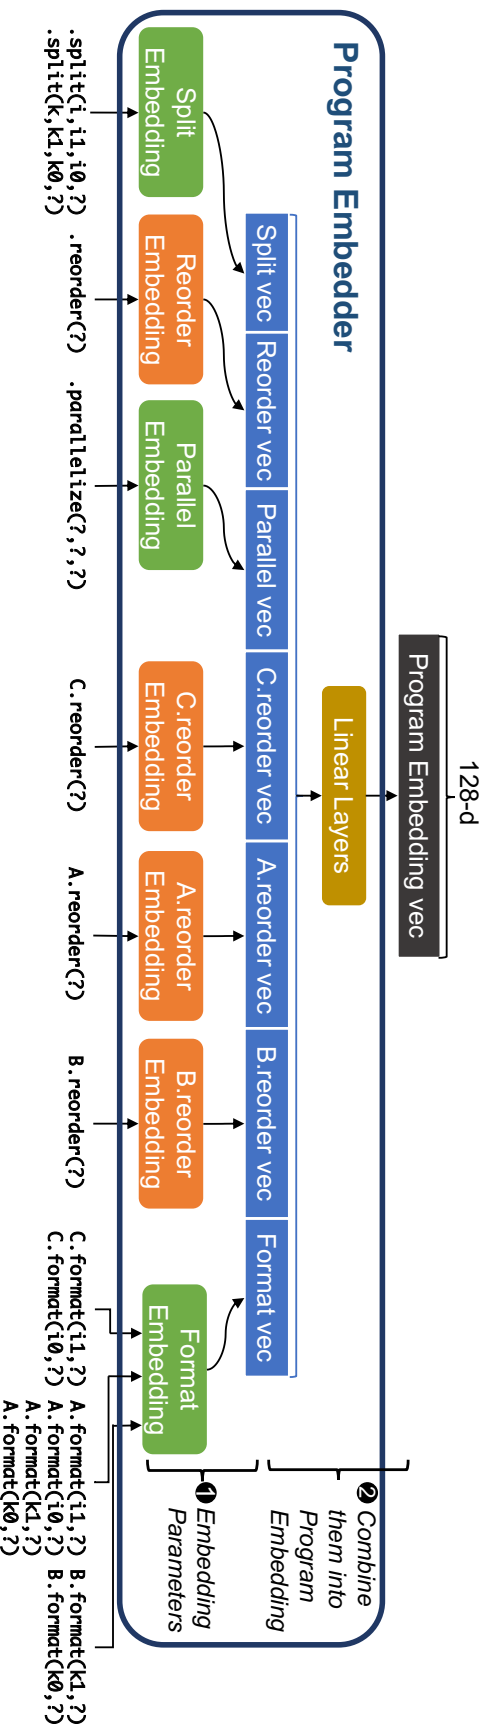 128-d
Program Embedding vec
Program Embedder
Linear Layers
❷ Combine
them into
Program
Embedding
Split vec
Reorder vec
Parallel vec
C.reorder vec
A.reorder vec
B.reorder vec
Format vec
❶ Embedding
Parameters
Split
Embedding
Reorder
Embedding
Parallel
Embedding
C.reorder
Embedding
A.reorder
Embedding
B.reorder
Embedding
Format
Embedding
.split(i,i1,i0,?)
.split(k,k1,k0,?)
.reorder(?)
.parallelize(?,?,?)
C.reorder(?)
A.reorder(?)
B.reorder(?)
C.format(i1,?)
C.format(i0,?)
A.format(i1,?)
A.format(i0,?)
A.format(k1,?)
A.format(k0,?)
B.format(k1,?)
B.format(k0,?)